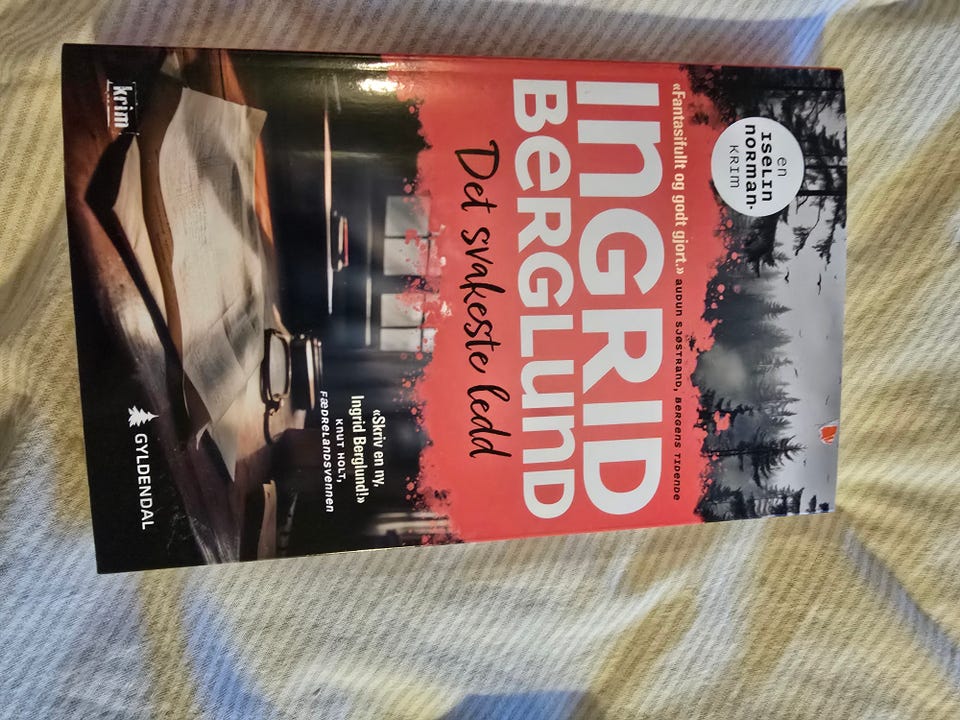 en
ISELIN
NORMAN-
KRIM
«Fantasifullt og godt gjort.» AUDUN SJØSTRAND, BERGENS TIDENDE
INGRID
BERGLUND
Det svakeste ledd
«Skriv en ny,
Ingrid Berglund!»
KNUT HOLT,
FÆDRELANDSVENNEN
[krim]
GYLDENDAL